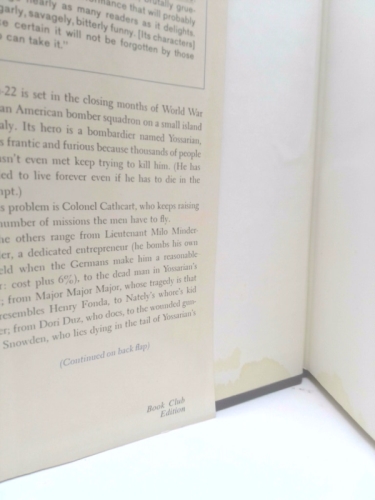 nearly as many readers as it delights.
savagely, bitterly funny. [Its characters]
certain it will not be forgotten by those
can take it."
-22 is set in the closing months of World War
an American bomber squadron on a small island
aly. Its hero is a bombardier named Yossarian,
s frantic and furious because thousands of people
asn't even met keep trying to kill him. (He has
ed to live forever even if he has to die in the
mpt.)
s problem is Colonel Cathcart, who keeps raising
number of missions the men have to fly.
he others range from Lieutenant Milo Minder-
er, a dedicated entrepreneur (he bombs his own
eld when the Germans make him a reasonable
r: cost plus 6%), to the dead man in Yossarian's
; from Major Major Major, whose tragedy is that
resembles Henry Fonda, to Nately's whore's kid
er; from Dori Duz, who does, to the wounded gun-
Snowden, who lies dying in the tail of Yossarian's
(Continued on back flap)
Book Club
Edition